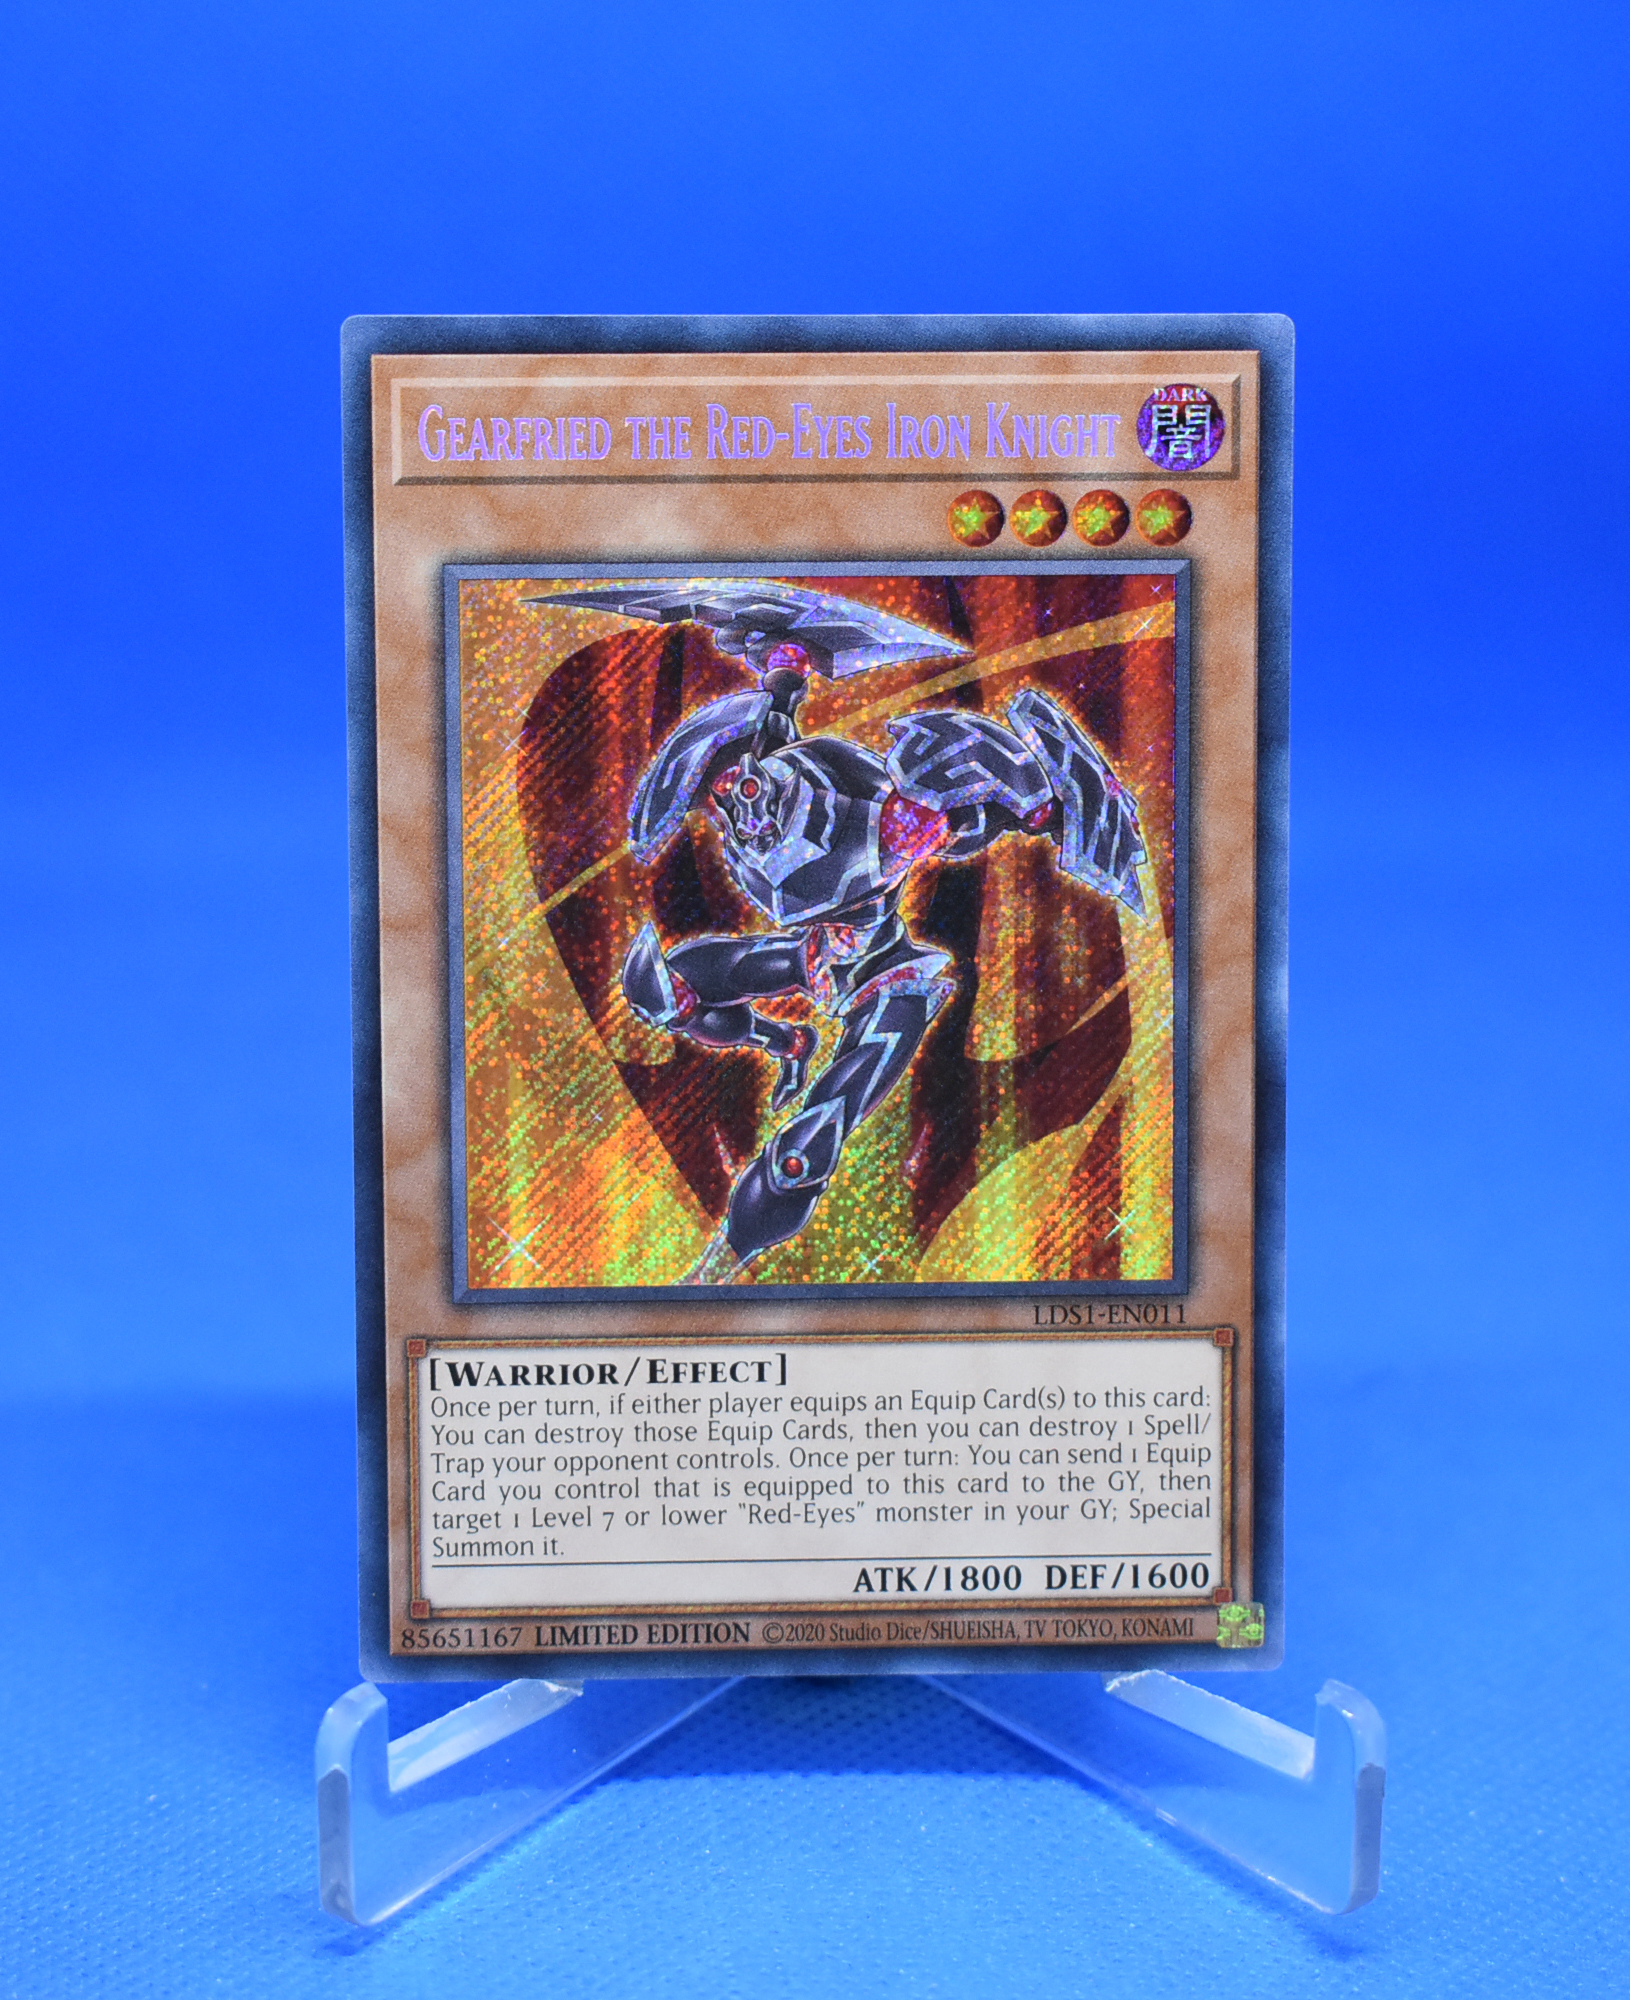 GEARFRIED THE RED-EYES IRON KNIGHT
DARK
闇
LDS1-EN011
[WARRIOR/EFFECT]
Once per turn, if either player equips an Equip Card(s) to this card:
You can destroy those Equip Cards, then you can destroy 1 Spell/
Trap your opponent controls. Once per turn: You can send 1 Equip
Card you control that is equipped to this card to the GY, then
target 1 Level 7 or lower "Red-Eyes" monster in your GY; Special
Summon it.
ATK/1800 DEF/1600
85651167 LIMITED EDITION ©2020 Studio Dice/SHUEISHA, TV TOKYO, KONAMI